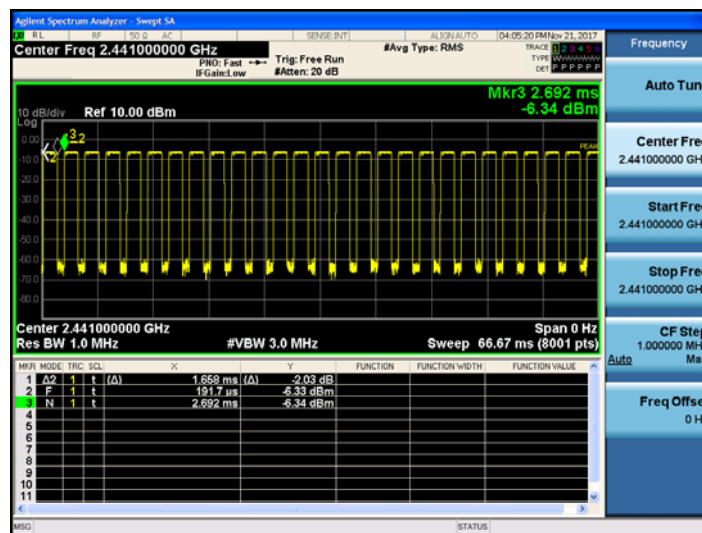 Agilent Spectrum Analyzer - Swept SA
RL RF 50 Ω AC SENSE:INT ALIGN AUTO 04:05:20 PM Nov 21, 2017
Center Freq 2.441000000 GHz
#Avg Type: RMS
TRACE 1 2 3 4 5 6
PNO: Fast Trig: Free Run
TYPE
IFGain:Low #Atten: 20 dB
DET P P P P P P
Mkr3 2.692 ms
-6.34 dBm
10 dB/div Ref 10.00 dBm
Log
0.00
-10.0
-20.0
-30.0
-40.0
-50.0
-60.0
-70.0
-80.0
2
3
2
PEAK
Center 2.441000000 GHz Span 0 Hz
Res BW 1.0 MHz #VBW 3.0 MHz Sweep 66.67 ms (8001 pts)
MKR MODE TRC SCL X Y FUNCTION FUNCTION WIDTH FUNCTION VALUE
1 Δ2 1 t (Δ) 1.658 ms (Δ) -2.03 dB
2 F 1 t 191.7 µs -6.33 dBm
3 N 1 t 2.692 ms -6.34 dBm
4
5
6
7
8
9
10
11
MSG STATUS
Frequency
Auto Tun
Center Fre
2.441000000 GH
Start Fre
2.441000000 GH
Stop Fre
2.441000000 GH
CF Step
1.000000 MH
Auto Ma
Freq Offse
0 H